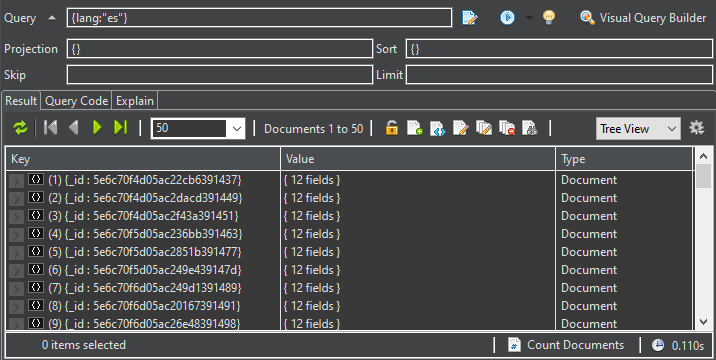 Query {lang:"es"} Visual Query Builder
Projection {} Sort {}
Skip Limit
Result Query Code Explain
50 Documents 1 to 50 Tree View
Key Value Type
(1) {_id : 5e6c70f4d05ac22cb6391437} { 12 fields } Document
(2) {_id : 5e6c70f4d05ac2dacd391449} { 12 fields } Document
(3) {_id : 5e6c70f4d05ac2f43a391451} { 12 fields } Document
(4) {_id : 5e6c70f5d05ac236bb391463} { 12 fields } Document
(5) {_id : 5e6c70f5d05ac2851b391477} { 12 fields } Document
(6) {_id : 5e6c70f5d05ac249e439147d} { 12 fields } Document
(7) {_id : 5e6c70f6d05ac249d1391489} { 12 fields } Document
(8) {_id : 5e6c70f6d05ac20167391491} { 12 fields } Document
(9) {_id : 5e6c70f6d05ac26e48391498} { 12 fields } Document
0 items selected Count Documents 0.110s